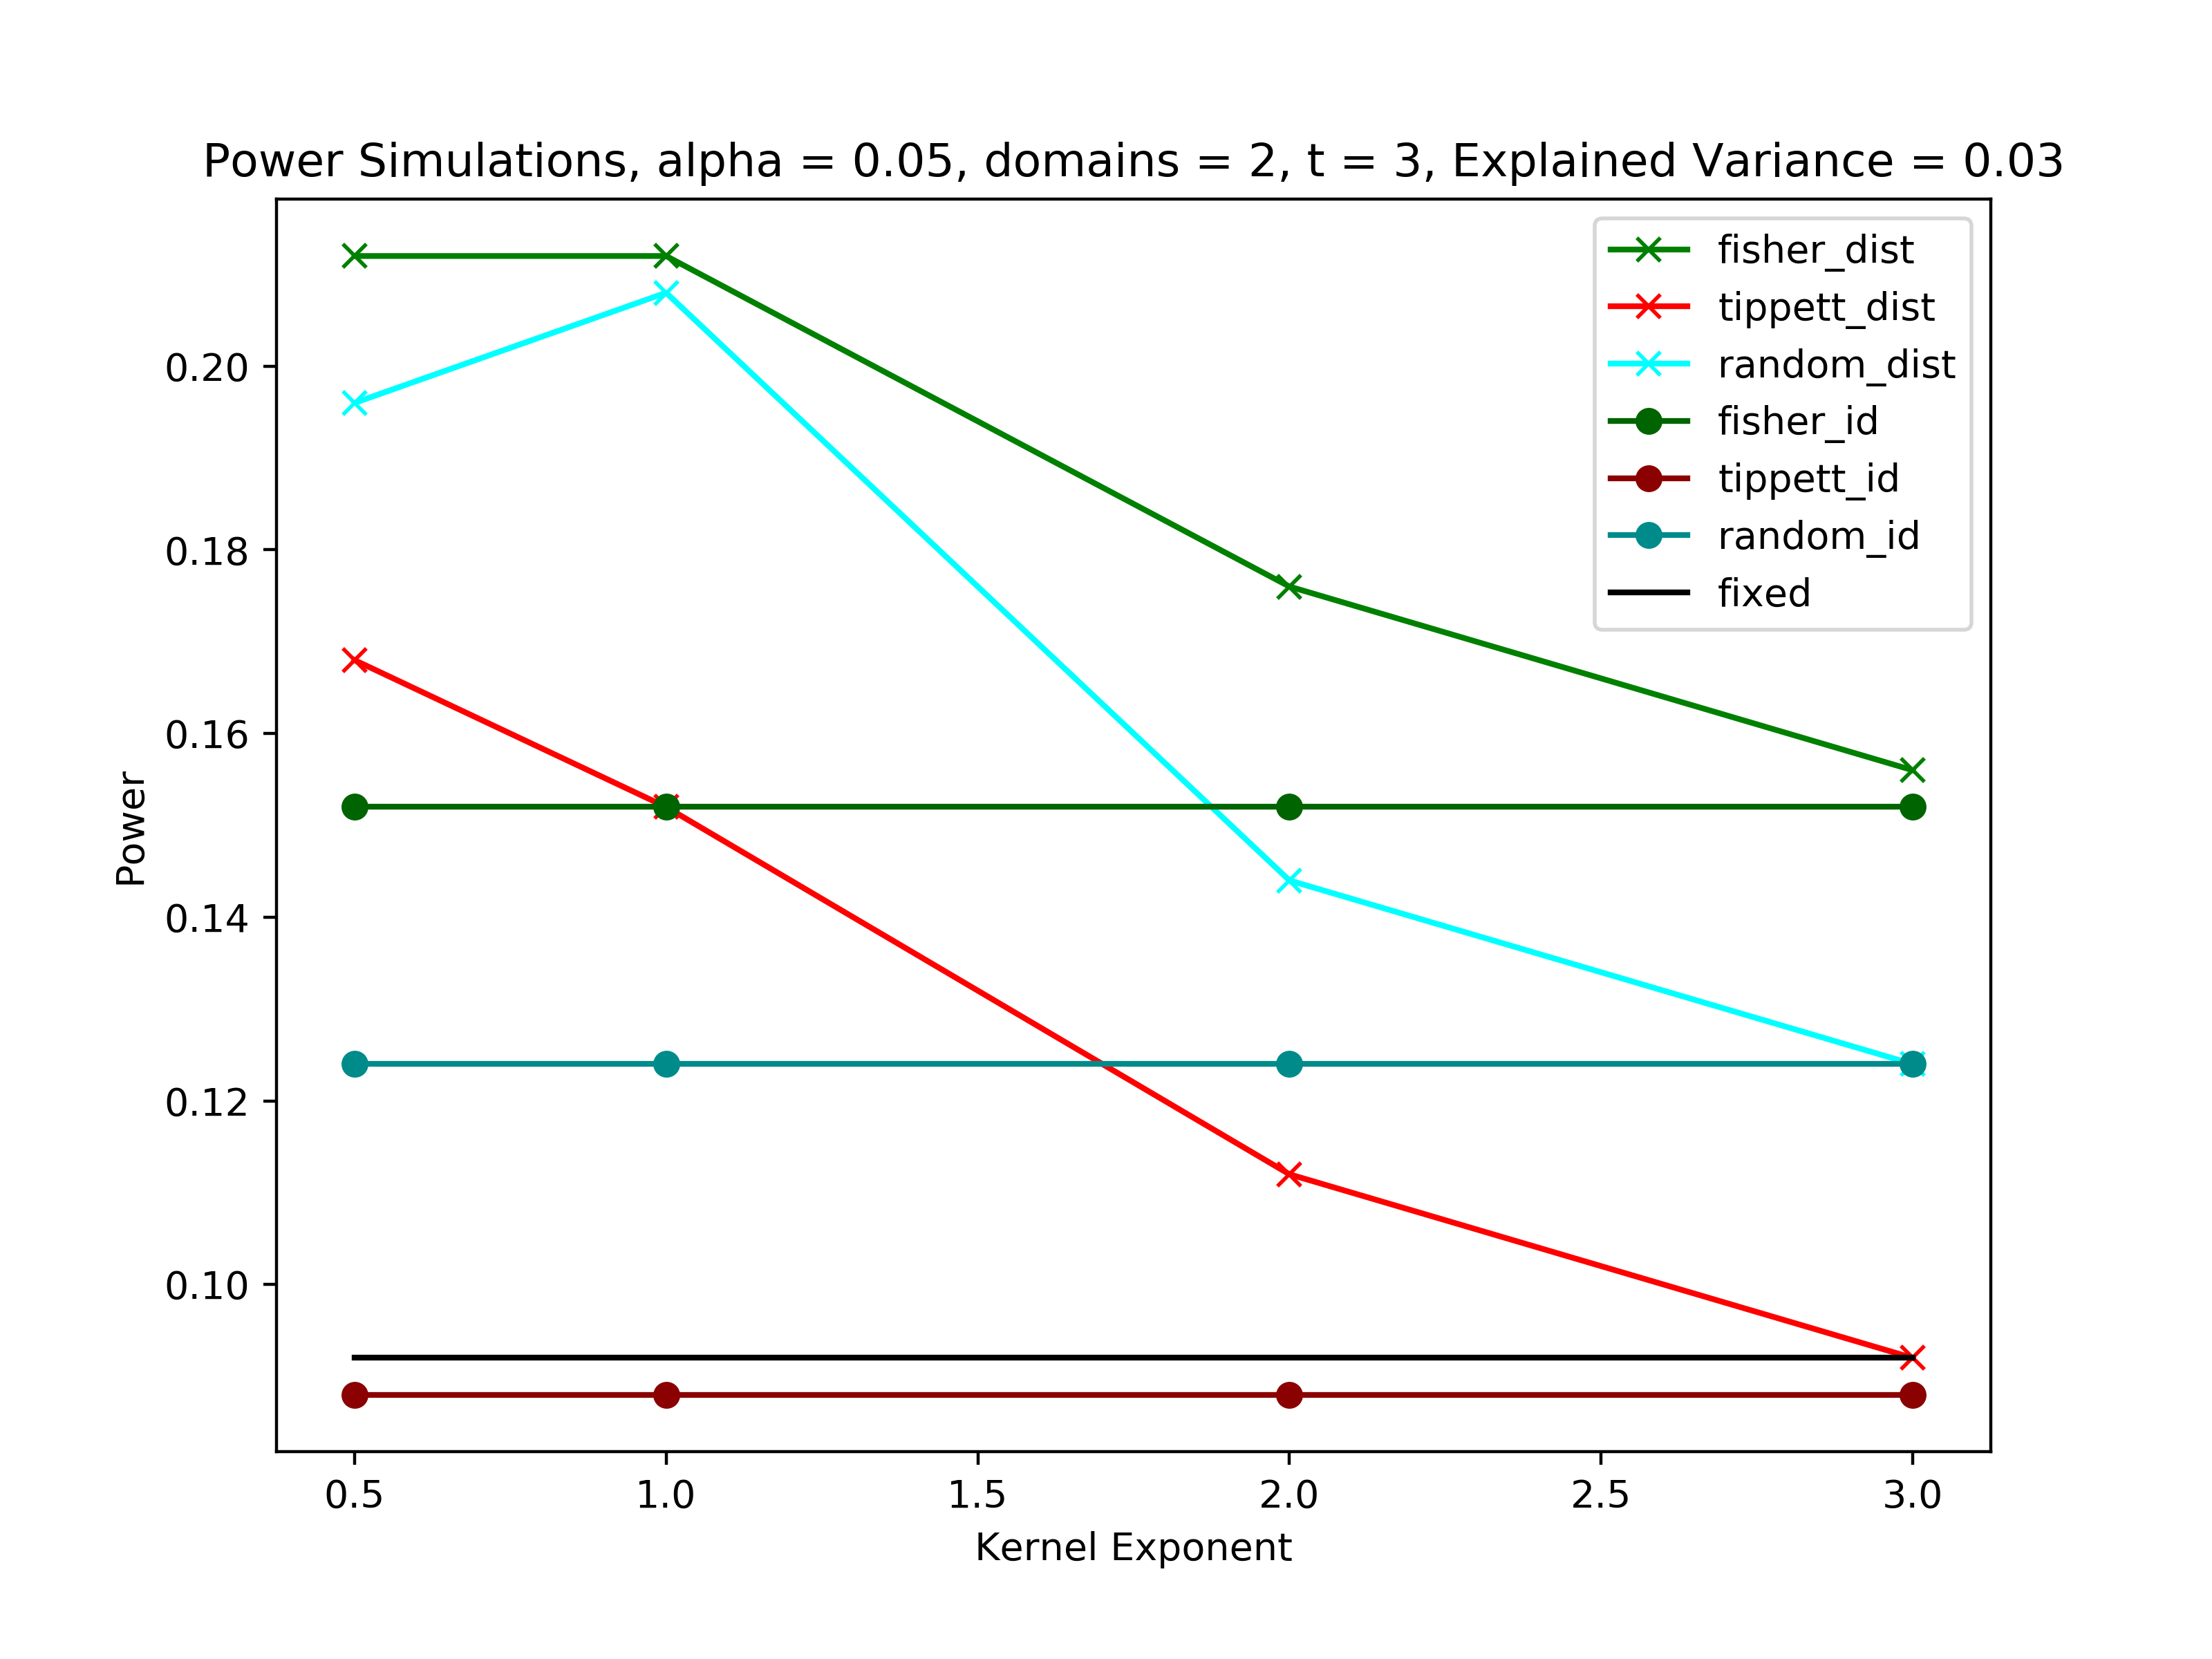 Power Simulations, alpha = 0.05, domains = 2, t = 3, Explained Variance = 0.03
fisher_dist
tippett_dist
random_dist
fisher_id
tippett_id
random_id
fixed
Power
0.20
0.18
0.16
0.14
0.12
0.10
0.5 1.0 1.5 2.0 2.5 3.0
Kernel Exponent